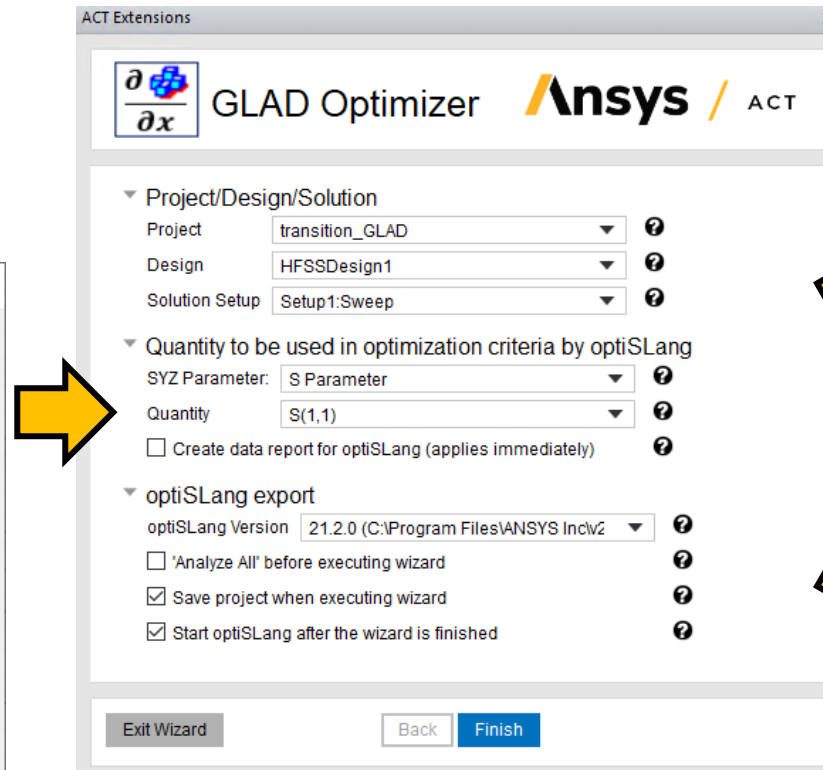 ACT Extensions
∂
∂x
GLAD Optimizer
Ansys / ACT
Project/Design/Solution
Project transition_GLAD
Design HFSSDesign1
Solution Setup Setup1:Sweep
Quantity to be used in optimization criteria by optiSLang
SYZ Parameter: S Parameter
Quantity S(1,1)
Create data report for optiSLang (applies immediately)
optiSLang export
optiSLang Version 21.2.0 (C:\Program Files\ANSYS Inc\v2
'Analyze All' before executing wizard
Save project when executing wizard
Start optiSLang after the wizard is finished
Exit Wizard Back Finish